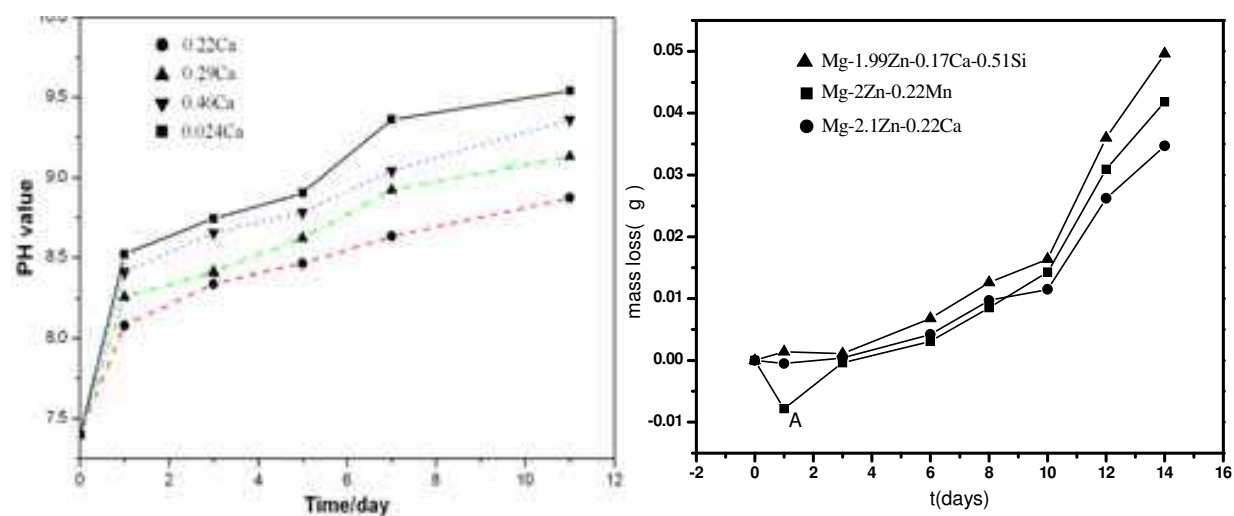 10.0
9.5
9.0
8.5
8.0
7.5
0 2 4 6 8 10 12
PH value
Time/day
0.22Ca
0.29Ca
0.46Ca
0.024Ca
0.05
0.04
0.03
0.02
0.01
0.00
-0.01
-2 0 2 4 6 8 10 12 14 16
mass loss( g)
t(days)
Mg-1.99Zn-0.17Ca-0.51Si
Mg-2Zn-0.22Mn
Mg-2.1Zn-0.22Ca
A